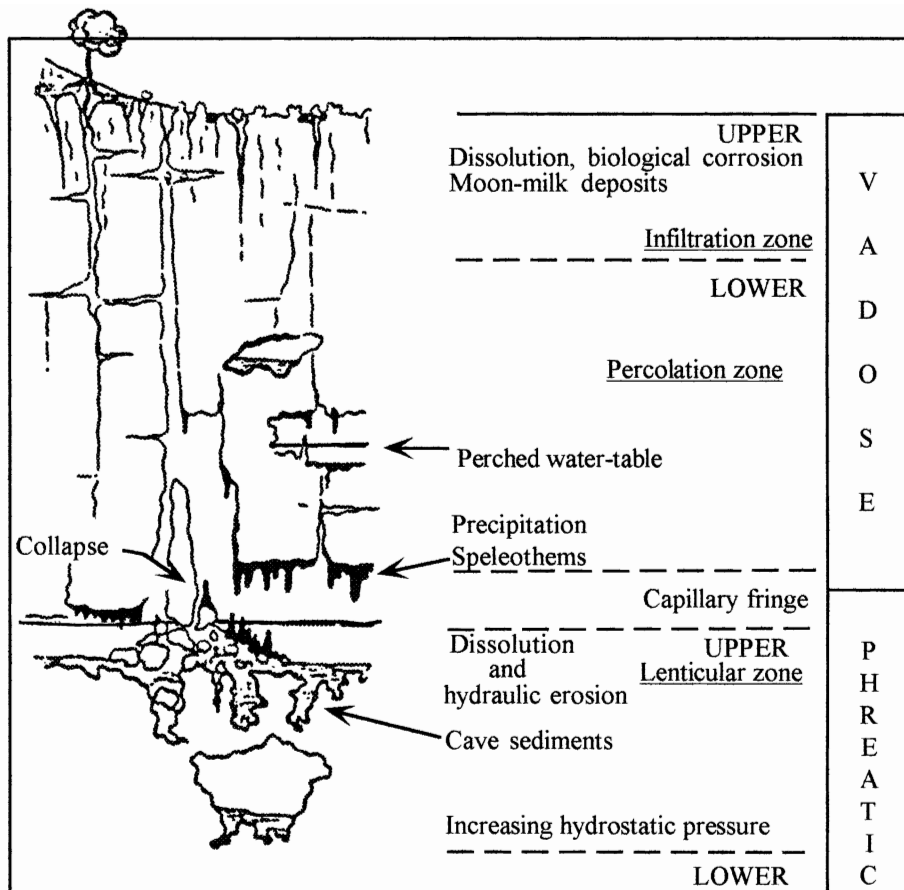 UPPER
Dissolution, biological corrosion
Moon-milk deposits
Infiltration zone
LOWER
Percolation zone
Perched water-table
Precipitation
Speleothems
Collapse
Capillary fringe
Dissolution
and
hydraulic erosion
UPPER
Lenticular zone
Cave sediments
Increasing hydrostatic pressure
LOWER
VADOSE
PHREATIC